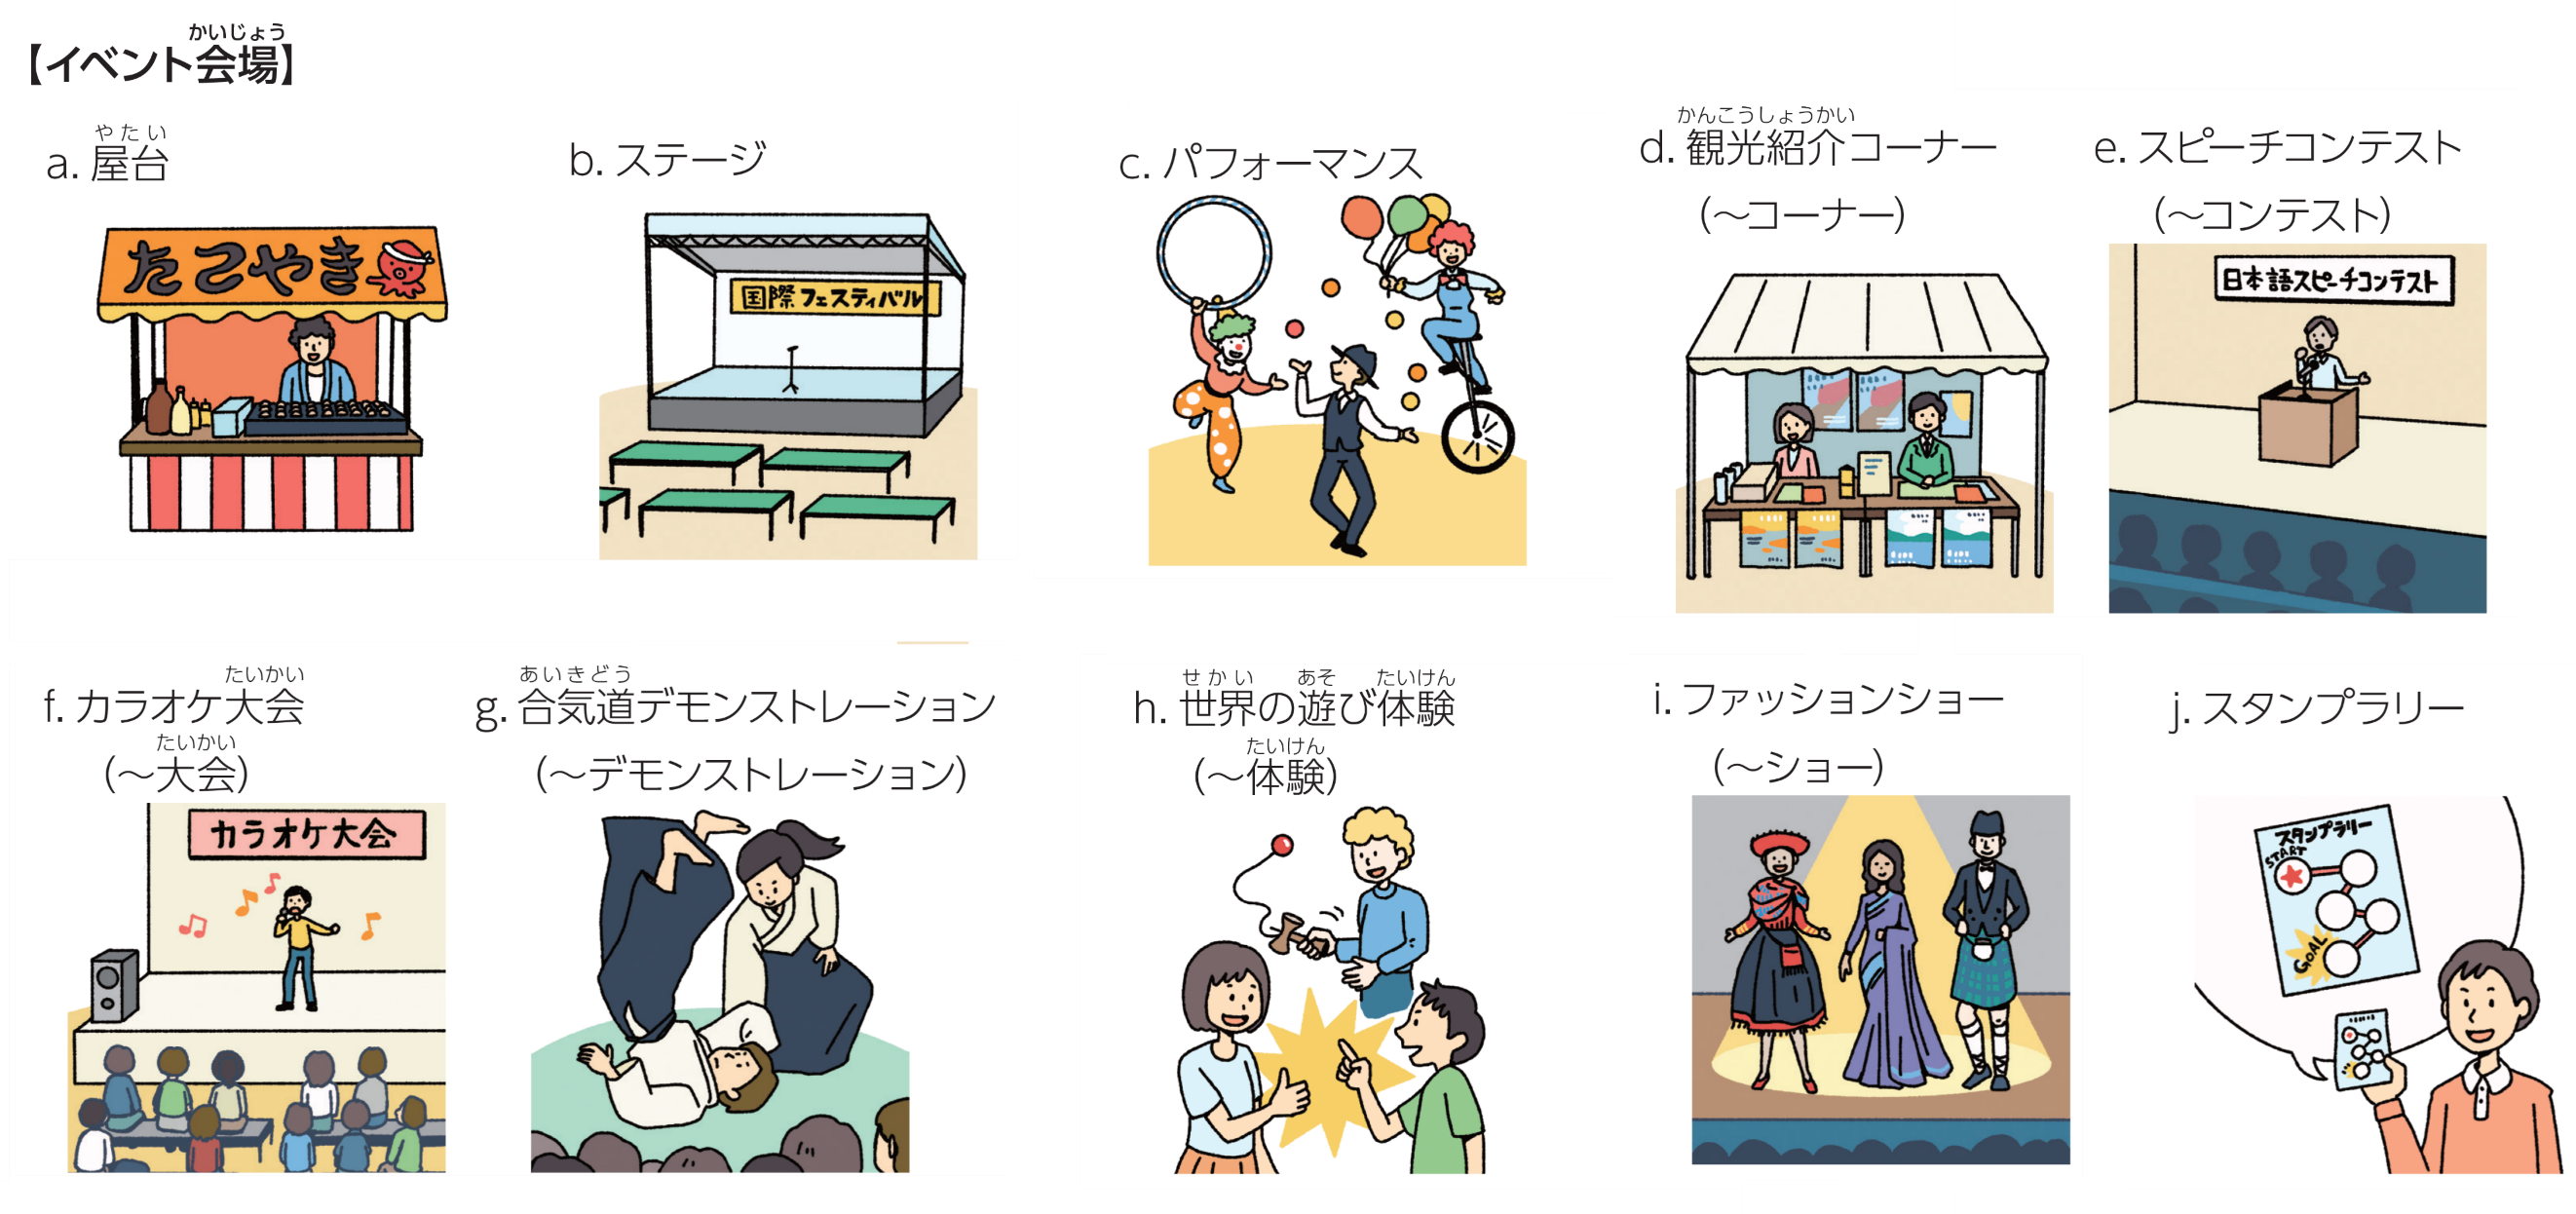 かいじょう
【イベント会場】
やたい
a. 屋台
b. ステージ
c. パフォーマンス
かんこうしょうかい
d. 観光紹介コーナー
(～コーナー)
e. スピーチコンテスト
(～コンテスト)
たこやき
国際フェスティバル
日本語スピーチコンテスト
たいかい
f. カラオケ大会
たいかい
(～大会)
あいきどう
g. 合気道デモンストレーション
(～デモンストレーション)
せかい あそ たいけん
h. 世界の遊び体験
たいけん
(～体験)
i. ファッションショー
(～ショー)
j. スタンプラリー
カラオケ大会
スタンプラリー
START
GOAL